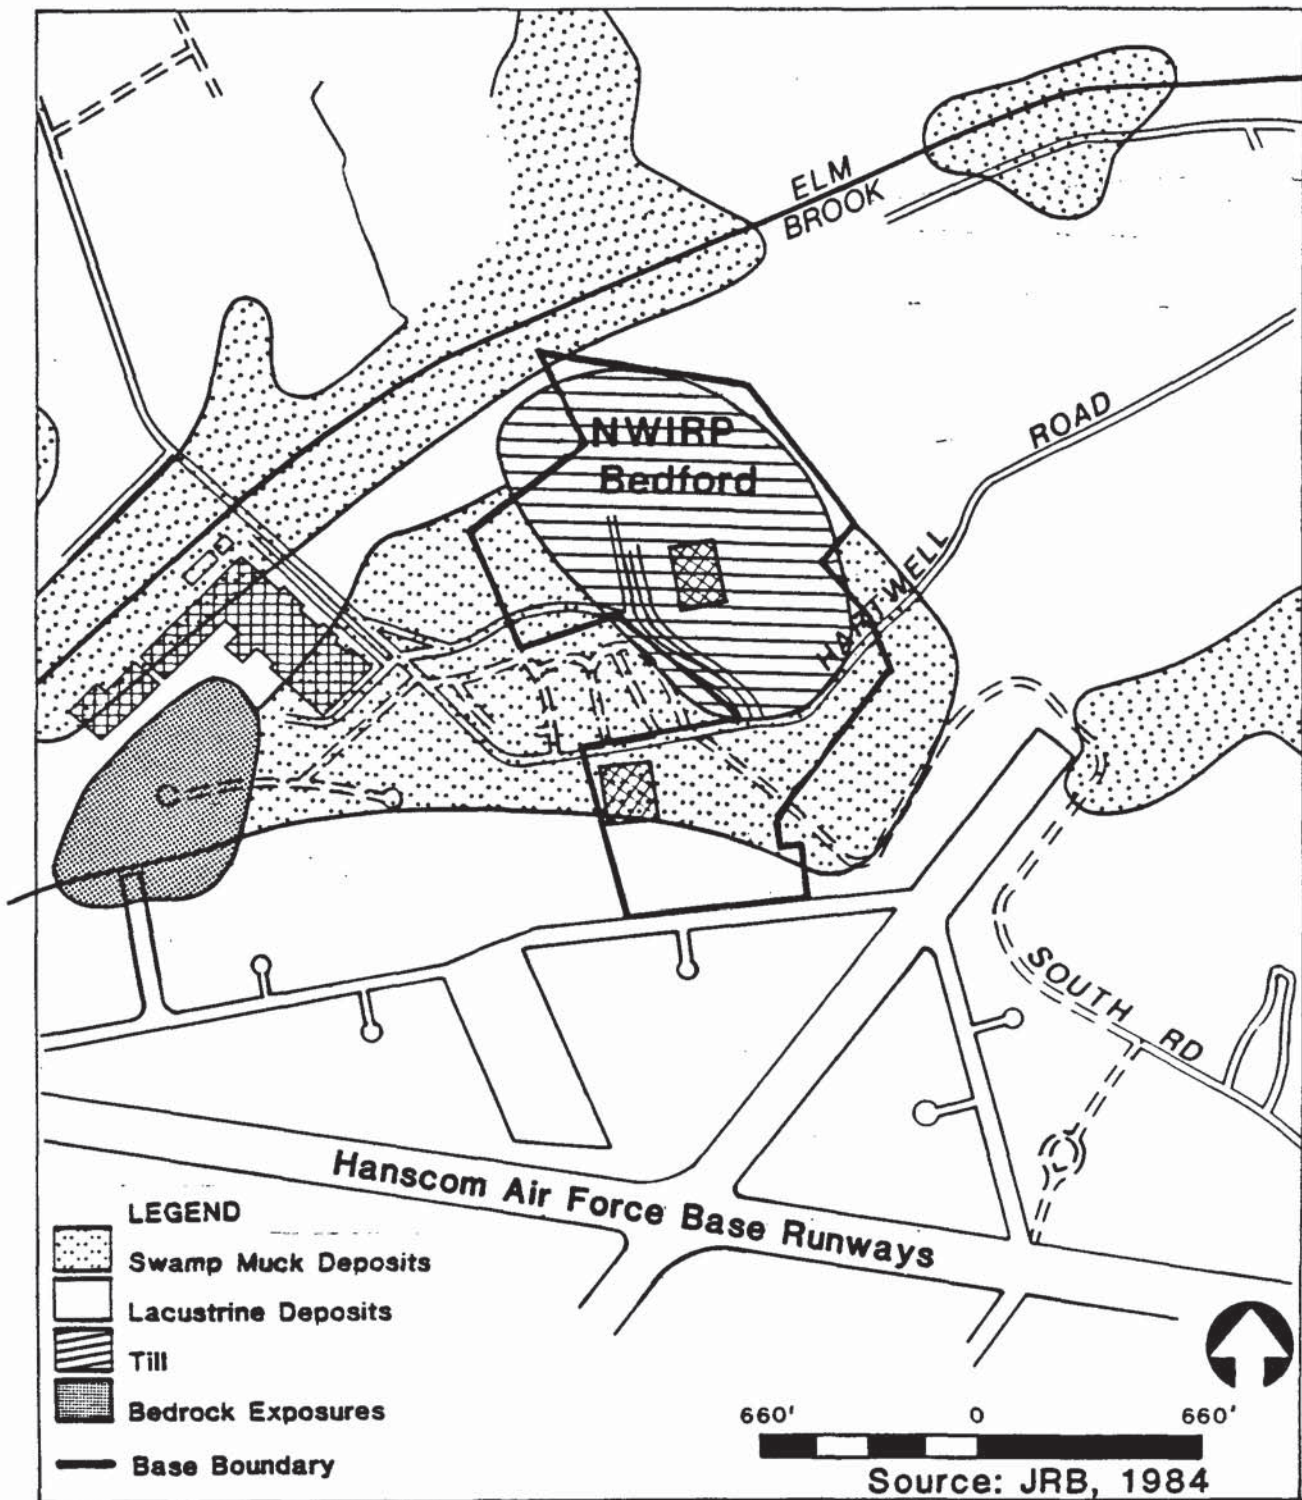 ELM
BROOK
NWIRP
Bedford
ROAD
HARTWELL
SOUTH RD
Hanscom Air Force Base Runways
LEGEND
Swamp Muck Deposits
Lacustrine Deposits
Till
Bedrock Exposures
Base Boundary
660' 0 660'
Source: JRB, 1984